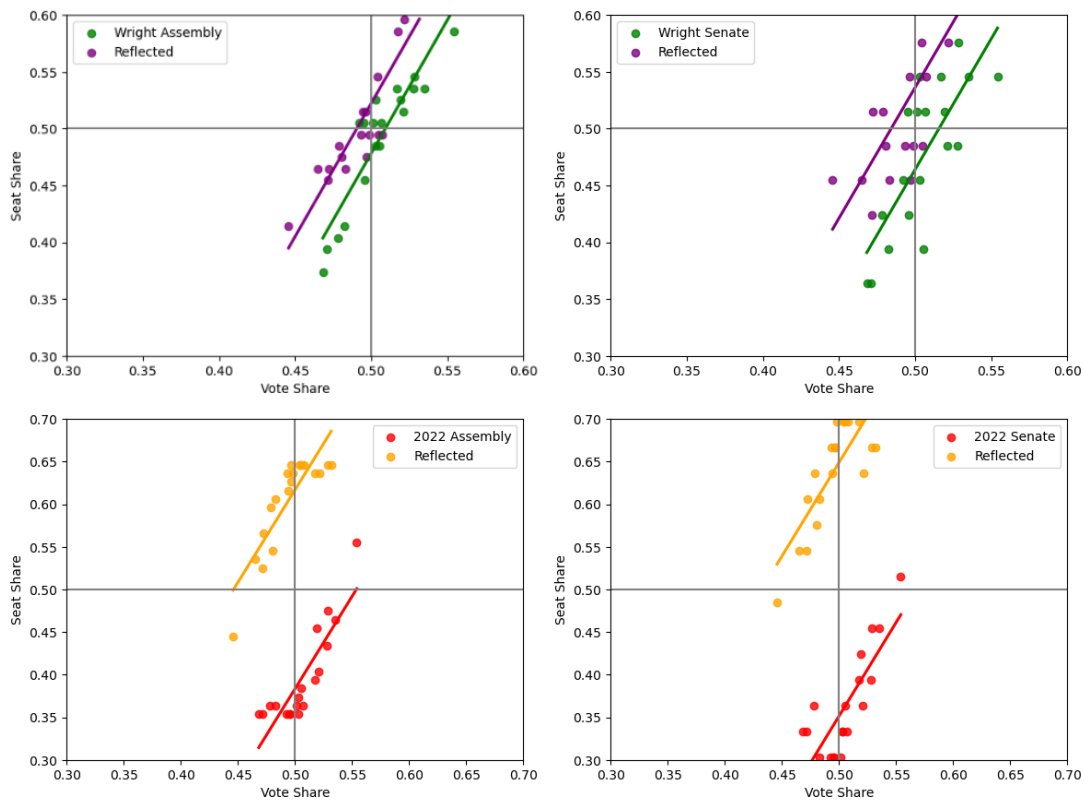 0.60
0.55
0.50
0.45
0.40
0.35
0.30
Seat Share
Wright Assembly
Reflected
0.30 0.35 0.40 0.45 0.50 0.55 0.60
Vote Share
0.60
0.55
0.50
0.45
0.40
0.35
0.30
Seat Share
Wright Senate
Reflected
0.30 0.35 0.40 0.45 0.50 0.55 0.60
Vote Share
0.70
0.65
0.60
0.55
0.50
0.45
0.40
0.35
0.30
Seat Share
2022 Assembly
Reflected
0.30 0.35 0.40 0.45 0.50 0.55 0.60 0.65 0.70
Vote Share
0.70
0.65
0.60
0.55
0.50
0.45
0.40
0.35
0.30
Seat Share
2022 Senate
Reflected
0.30 0.35 0.40 0.45 0.50 0.55 0.60 0.65 0.70
Vote Share